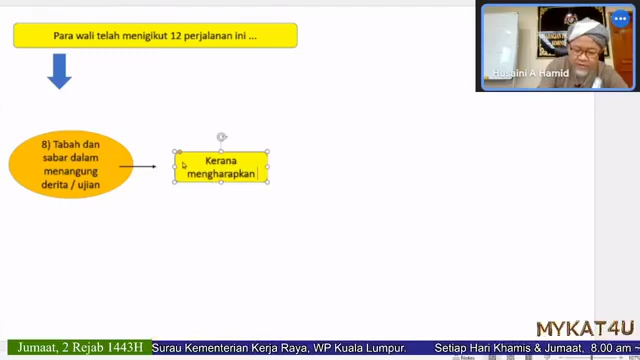 Para wali telah menigikut 12 perjalanan ini ...
Husaini A Hamid
8) Tabah dan
sabar dalam
menangung
derita / ujian
Kerana
mengharapkan
MYKAT4U
Jumaat, 2 Rejab 1443H
Surau Kementerian Kerja Raya, WP Kuala Lumpur.
Setiap Hari Khamis & Jumaat, 8.00 am
Notes